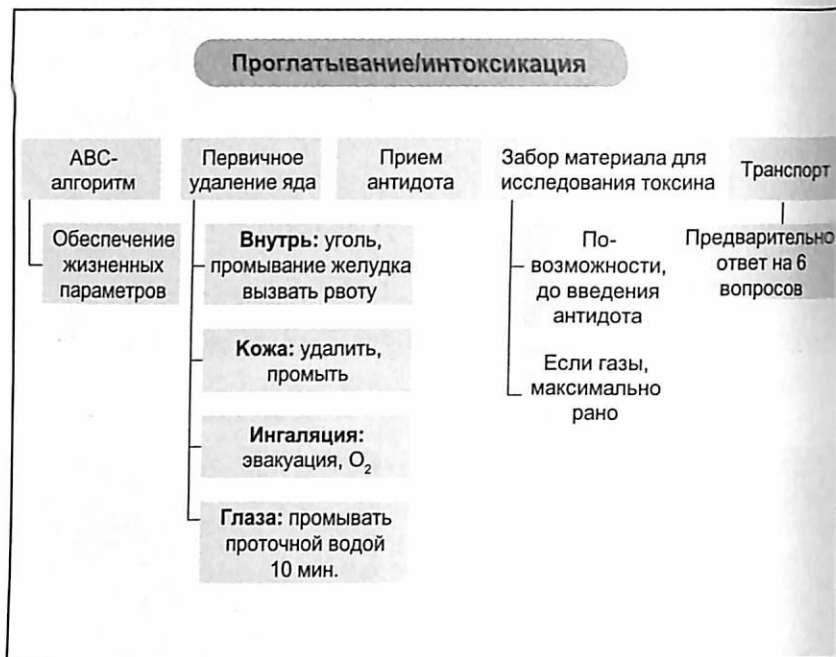 Проглатывание/интоксикация
АВС-
алгоритм
Обеспечение
жизненных
параметров
Первичное
удаление яда
Внутрь: уголь,
промывание желудка
вызвать рвоту
Кожа: удалить,
промыть
Ингаляция:
эвакуация, O₂
Глаза: промывать
проточной водой
10 мин.
Прием
антидота
Забор материала для
исследования токсина
По-
возможности,
до введения
антидота
Если газы,
максимально
рано
Транспорт
Предварительно
ответ на 6
вопросов